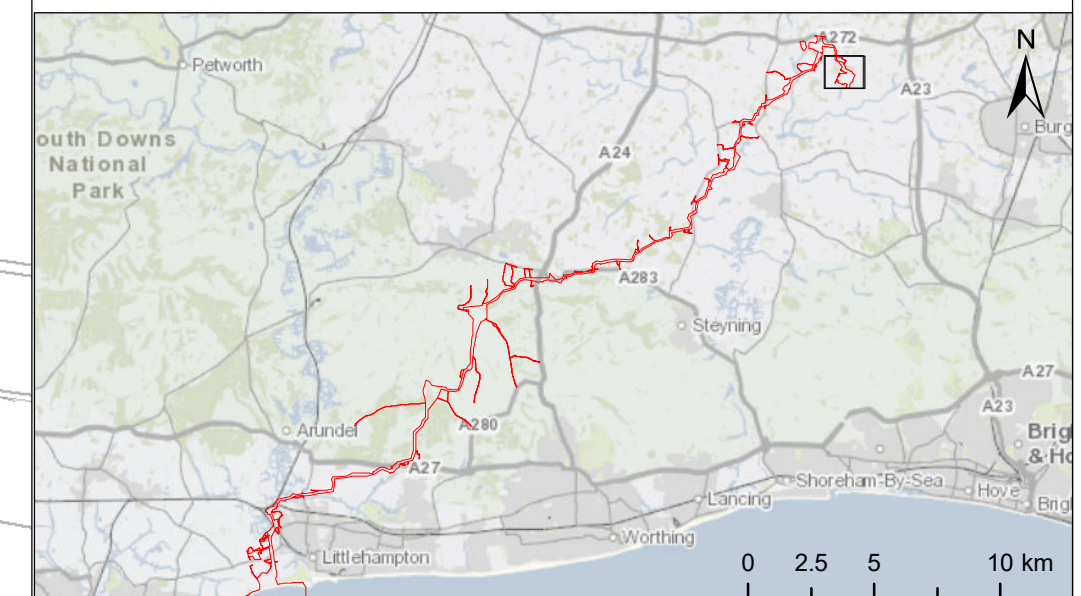 A272
N
Petworth
A23
Burg
outh Downs
National
Park
A24
A283
Steyning
A27
A23
Arundel
A280
Brig
& Ho
A27
Shoreham-By-Sea
Hove
Lancing
Brig
Worthing
Littlehampton
0 2.5 5 10 km